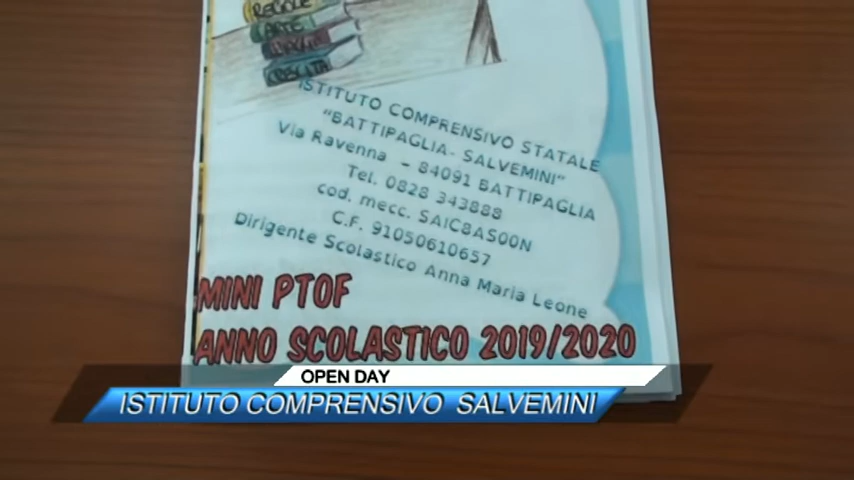 REGOLE
ARTE
CRESCITA
ISTITUTO COMPRENSIVO STATALE
"BATTIPAGLIA- SALVEMINI"
Via Ravenna – 84091 BATTIPAGLIA
Tel. 0828 343888
cod. mecc. SAIC8AS00N
C.F. 91050610657
Dirigente Scolastico Anna Maria Leone
MINI PTOF
ANNO SCOLASTICO 2019/2020
OPEN DAY
ISTITUTO COMPRENSIVO SALVEMINI